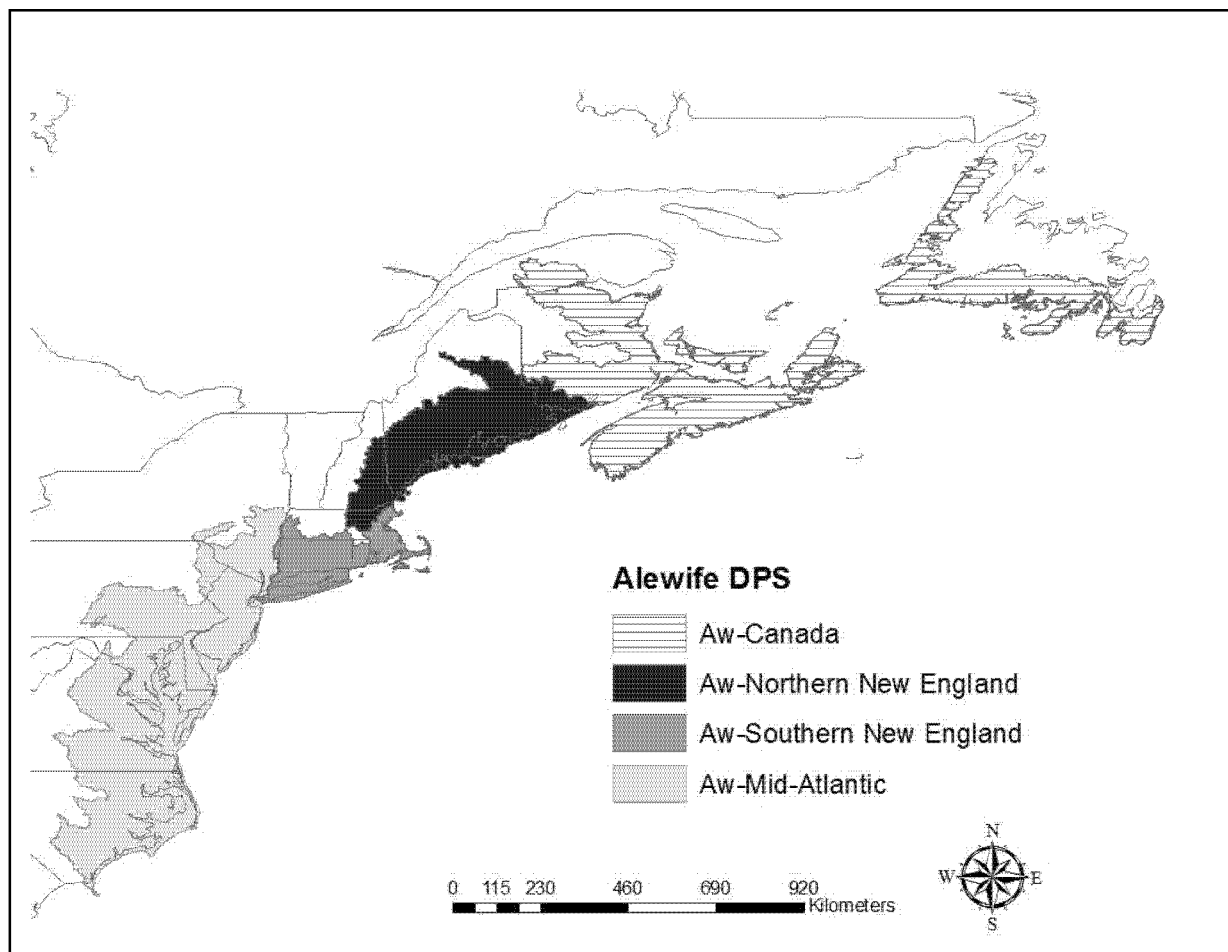 Alewife DPS
Aw-Canada
Aw-Northern New England
Aw-Southern New England
Aw-Mid-Atlantic
N
W E
S
0 115 230 460 690 920
Kilometers